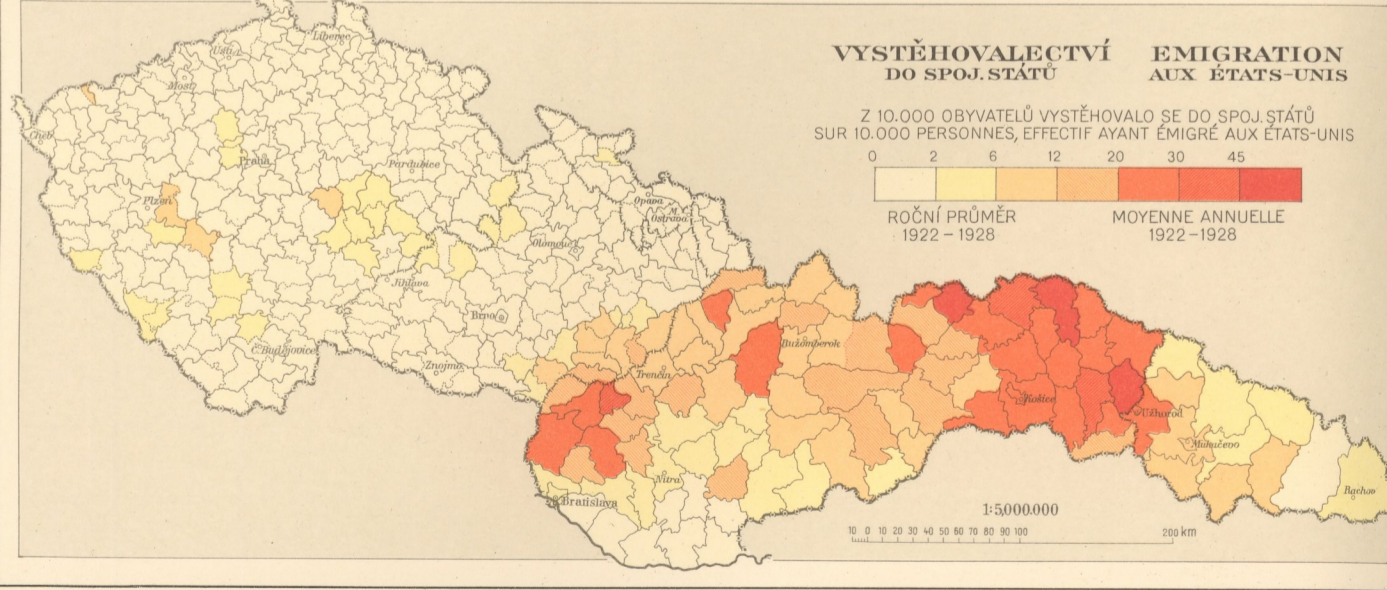 VYSTĚHOVALECTVÍ
DO SPOJ. STÁTŮ
EMIGRATION
AUX ÉTATS-UNIS
Z 10.000 OBYVATELŮ VYSTĚHOVALO SE DO SPOJ. STÁTŮ
SUR 10.000 PERSONNES, EFFECTIF AYANT ÉMIGRÉ AUX ÉTATS-UNIS
0 2 6 12 20 30 45
ROČNÍ PRŮMĚR
1922 – 1928
MOYENNE ANNUELLE
1922 – 1928
Liberec
Ústí
Most
Cheb
Praha
Pardubice
Plzeň
Opava
M. Ostrava
Olomouc
Jihlava
Brno
Č. Budějovice
Znojmo
Bužomberok
Trenčín
Košice
Užhorod
Mukačevo
Nitra
Bratislava
Rachov
1:5,000.000
10 0 10 20 30 40 50 60 70 80 90 100 200 km